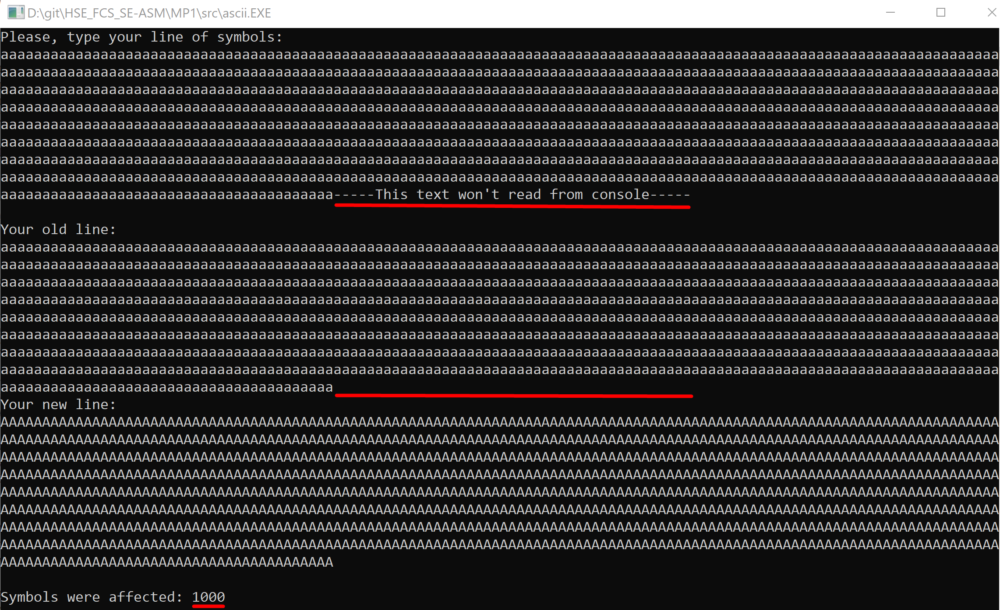 D:\git\HSE_FCS_SE-ASM\MP1\src\ascii.EXE
Please, type your line of symbols:
aaaaaaaaaaaaaaaaaaaaaaaaaaaaaaaaaaaaaaaaaaaaaaaaaaaaaaaaaaaaaaaaaaaaaaaaaaaaaaaaaaaaaaaaaaaaaaaaaaaaaaaaaaaaaaaaaaaaaaaa
aaaaaaaaaaaaaaaaaaaaaaaaaaaaaaaaaaaaaaaaaaaaaaaaaaaaaaaaaaaaaaaaaaaaaaaaaaaaaaaaaaaaaaaaaaaaaaaaaaaaaaaaaaaaaaaaaaaaaaaa
aaaaaaaaaaaaaaaaaaaaaaaaaaaaaaaaaaaaaaaaaaaaaaaaaaaaaaaaaaaaaaaaaaaaaaaaaaaaaaaaaaaaaaaaaaaaaaaaaaaaaaaaaaaaaaaaaaaaaaaa
aaaaaaaaaaaaaaaaaaaaaaaaaaaaaaaaaaaaaaaaaaaaaaaaaaaaaaaaaaaaaaaaaaaaaaaaaaaaaaaaaaaaaaaaaaaaaaaaaaaaaaaaaaaaaaaaaaaaaaaa
aaaaaaaaaaaaaaaaaaaaaaaaaaaaaaaaaaaaaaaaaaaaaaaaaaaaaaaaaaaaaaaaaaaaaaaaaaaaaaaaaaaaaaaaaaaaaaaaaaaaaaaaaaaaaaaaaaaaaaaa
aaaaaaaaaaaaaaaaaaaaaaaaaaaaaaaaaaaaaaaaaaaaaaaaaaaaaaaaaaaaaaaaaaaaaaaaaaaaaaaaaaaaaaaaaaaaaaaaaaaaaaaaaaaaaaaaaaaaaaaa
aaaaaaaaaaaaaaaaaaaaaaaaaaaaaaaaaaaaaaaaaaaaaaaaaaaaaaaaaaaaaaaaaaaaaaaaaaaaaaaaaaaaaaaaaaaaaaaaaaaaaaaaaaaaaaaaaaaaaaaa
aaaaaaaaaaaaaaaaaaaaaaaaaaaaaaaaaaaaaaaaaaaaaaaaaaaaaaaaaaaaaaaaaaaaaaaaaaaaaaaaaaaaaaaaaaaaaaaaaaaaaaaaaaaaaaaaaaaaaaaa
aaaaaaaaaaaaaaaaaaaaaaaaaaaaaaaaaaaaaaaa-----This text won't read from console-----
Your old line:
aaaaaaaaaaaaaaaaaaaaaaaaaaaaaaaaaaaaaaaaaaaaaaaaaaaaaaaaaaaaaaaaaaaaaaaaaaaaaaaaaaaaaaaaaaaaaaaaaaaaaaaaaaaaaaaaaaaaaaaa
aaaaaaaaaaaaaaaaaaaaaaaaaaaaaaaaaaaaaaaaaaaaaaaaaaaaaaaaaaaaaaaaaaaaaaaaaaaaaaaaaaaaaaaaaaaaaaaaaaaaaaaaaaaaaaaaaaaaaaaa
aaaaaaaaaaaaaaaaaaaaaaaaaaaaaaaaaaaaaaaaaaaaaaaaaaaaaaaaaaaaaaaaaaaaaaaaaaaaaaaaaaaaaaaaaaaaaaaaaaaaaaaaaaaaaaaaaaaaaaaa
aaaaaaaaaaaaaaaaaaaaaaaaaaaaaaaaaaaaaaaaaaaaaaaaaaaaaaaaaaaaaaaaaaaaaaaaaaaaaaaaaaaaaaaaaaaaaaaaaaaaaaaaaaaaaaaaaaaaaaaa
aaaaaaaaaaaaaaaaaaaaaaaaaaaaaaaaaaaaaaaaaaaaaaaaaaaaaaaaaaaaaaaaaaaaaaaaaaaaaaaaaaaaaaaaaaaaaaaaaaaaaaaaaaaaaaaaaaaaaaaa
aaaaaaaaaaaaaaaaaaaaaaaaaaaaaaaaaaaaaaaaaaaaaaaaaaaaaaaaaaaaaaaaaaaaaaaaaaaaaaaaaaaaaaaaaaaaaaaaaaaaaaaaaaaaaaaaaaaaaaaa
aaaaaaaaaaaaaaaaaaaaaaaaaaaaaaaaaaaaaaaaaaaaaaaaaaaaaaaaaaaaaaaaaaaaaaaaaaaaaaaaaaaaaaaaaaaaaaaaaaaaaaaaaaaaaaaaaaaaaaaa
aaaaaaaaaaaaaaaaaaaaaaaaaaaaaaaaaaaaaaaaaaaaaaaaaaaaaaaaaaaaaaaaaaaaaaaaaaaaaaaaaaaaaaaaaaaaaaaaaaaaaaaaaaaaaaaaaaaaaaaa
aaaaaaaaaaaaaaaaaaaaaaaaaaaaaaaaaaaaaaaa
Your new line:
AAAAAAAAAAAAAAAAAAAAAAAAAAAAAAAAAAAAAAAAAAAAAAAAAAAAAAAAAAAAAAAAAAAAAAAAAAAAAAAAAAAAAAAAAAAAAAAAAAAAAAAAAAAAAAAAAAAAAAAA
AAAAAAAAAAAAAAAAAAAAAAAAAAAAAAAAAAAAAAAAAAAAAAAAAAAAAAAAAAAAAAAAAAAAAAAAAAAAAAAAAAAAAAAAAAAAAAAAAAAAAAAAAAAAAAAAAAAAAAAA
AAAAAAAAAAAAAAAAAAAAAAAAAAAAAAAAAAAAAAAAAAAAAAAAAAAAAAAAAAAAAAAAAAAAAAAAAAAAAAAAAAAAAAAAAAAAAAAAAAAAAAAAAAAAAAAAAAAAAAAA
AAAAAAAAAAAAAAAAAAAAAAAAAAAAAAAAAAAAAAAAAAAAAAAAAAAAAAAAAAAAAAAAAAAAAAAAAAAAAAAAAAAAAAAAAAAAAAAAAAAAAAAAAAAAAAAAAAAAAAAA
AAAAAAAAAAAAAAAAAAAAAAAAAAAAAAAAAAAAAAAAAAAAAAAAAAAAAAAAAAAAAAAAAAAAAAAAAAAAAAAAAAAAAAAAAAAAAAAAAAAAAAAAAAAAAAAAAAAAAAAA
AAAAAAAAAAAAAAAAAAAAAAAAAAAAAAAAAAAAAAAAAAAAAAAAAAAAAAAAAAAAAAAAAAAAAAAAAAAAAAAAAAAAAAAAAAAAAAAAAAAAAAAAAAAAAAAAAAAAAAAA
AAAAAAAAAAAAAAAAAAAAAAAAAAAAAAAAAAAAAAAAAAAAAAAAAAAAAAAAAAAAAAAAAAAAAAAAAAAAAAAAAAAAAAAAAAAAAAAAAAAAAAAAAAAAAAAAAAAAAAAA
AAAAAAAAAAAAAAAAAAAAAAAAAAAAAAAAAAAAAAAAAAAAAAAAAAAAAAAAAAAAAAAAAAAAAAAAAAAAAAAAAAAAAAAAAAAAAAAAAAAAAAAAAAAAAAAAAAAAAAAA
AAAAAAAAAAAAAAAAAAAAAAAAAAAAAAAAAAAAAAAA
Symbols were affected: 1000